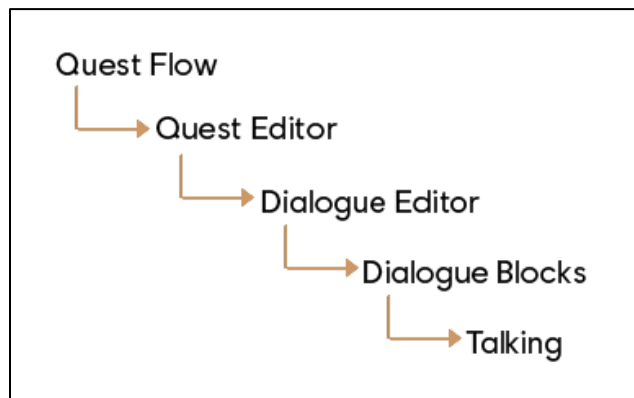 Quest Flow
Quest Editor
Dialogue Editor
Dialogue Blocks
Talking